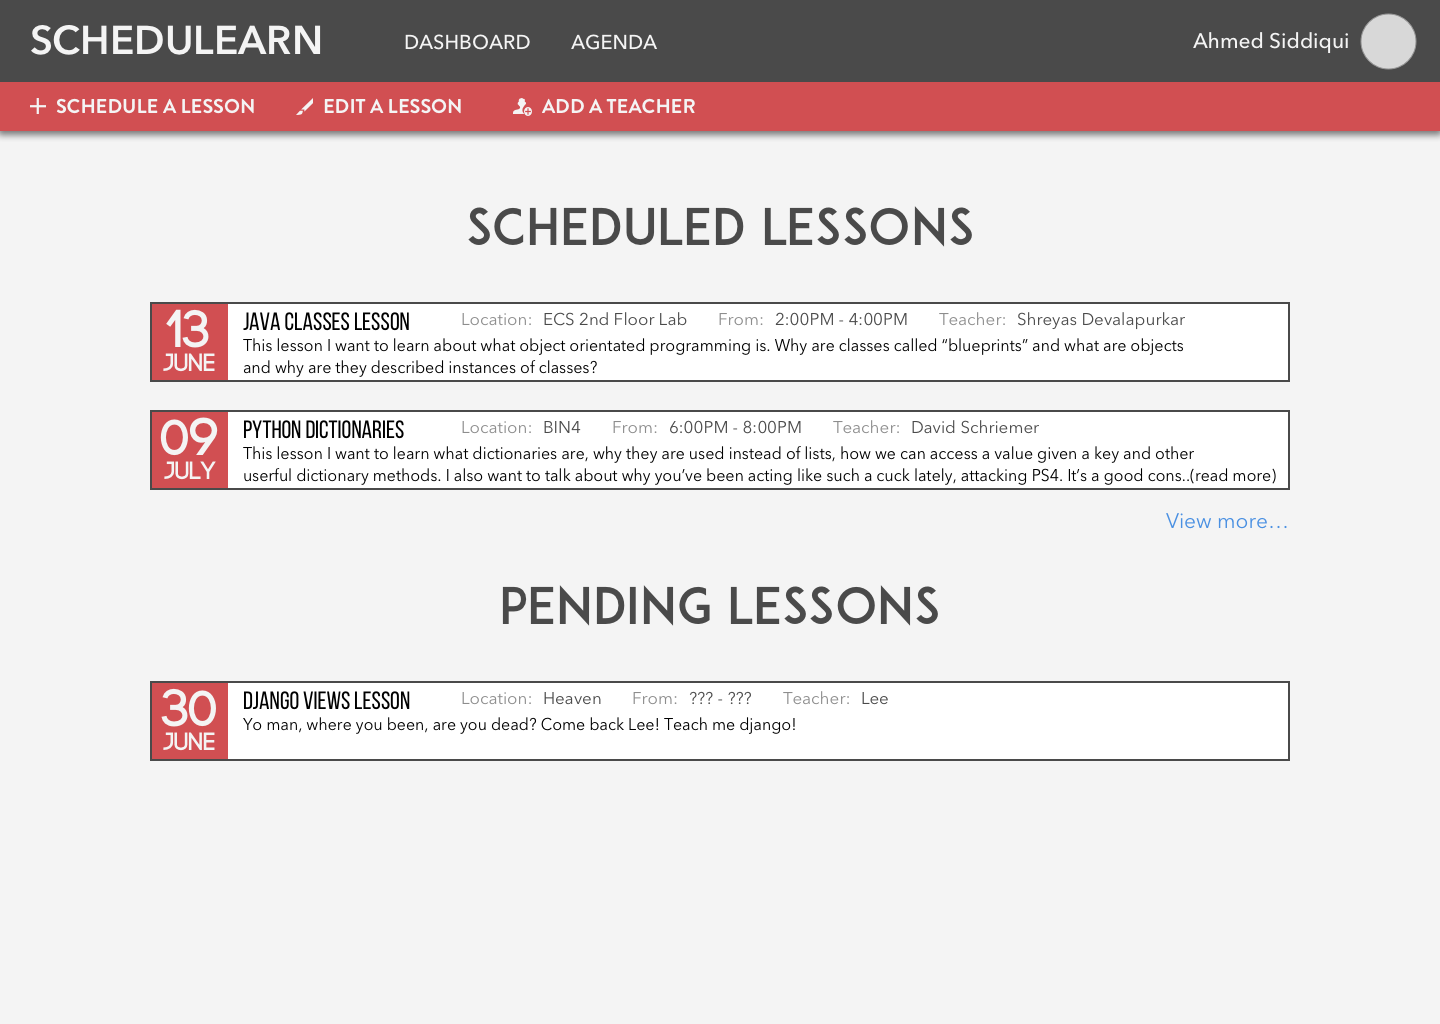 SCHEDULEARN DASHBOARD AGENDA Ahmed Siddiqui
SCHEDULE A LESSON EDIT A LESSON ADD A TEACHER
SCHEDULED LESSONS
13 JUNE
JAVA CLASSES LESSON Location: ECS 2nd Floor Lab From: 2:00PM - 4:00PM Teacher: Shreyas Devalapurkar
This lesson I want to learn about what object orientated programming is. Why are classes called “blueprints” and what are objects
and why are they described instances of classes?
09 JULY
PYTHON DICTIONARIES Location: BIN4 From: 6:00PM - 8:00PM Teacher: David Schriemer
This lesson I want to learn what dictionaries are, why they are used instead of lists, how we can access a value given a key and other
userful dictionary methods. I also want to talk about why you’ve been acting like such a cuck lately, attacking PS4. It’s a good cons..(read more)
View more...
PENDING LESSONS
30 JUNE
DJANGO VIEWS LESSON Location: Heaven From: ??? - ??? Teacher: Lee
Yo man, where you been, are you dead? Come back Lee! Teach me django!